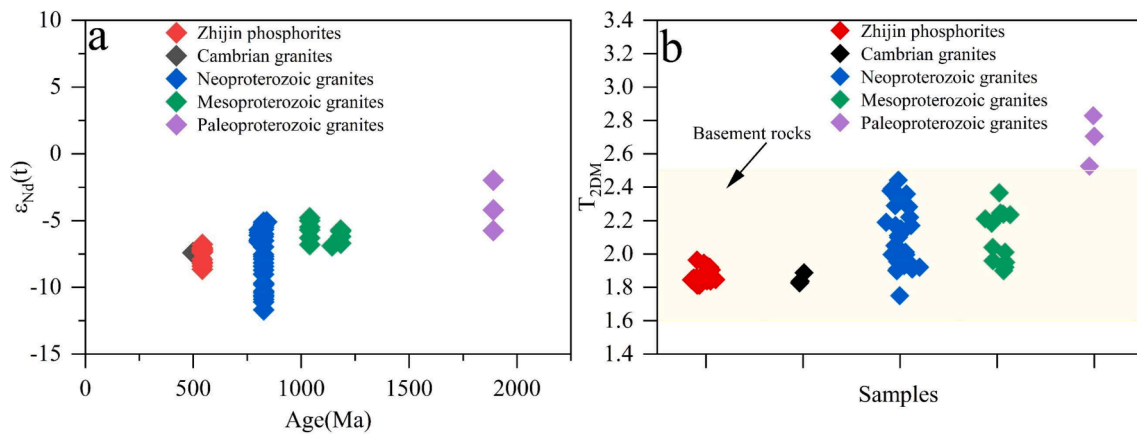 a
Zhijin phosphorites
Cambrian granites
Neoproterozoic granites
Mesoproterozoic granites
Paleoproterozoic granites
10
5
0
-5
-10
-15
εNd(t)
0
500
1000
1500
2000
Age(Ma)
b
Zhijin phosphorites
Cambrian granites
Neoproterozoic granites
Mesoproterozoic granites
Paleoproterozoic granites
Basement rocks
3.4
3.2
3.0
2.8
2.6
2.4
2.2
2.0
1.8
1.6
1.4
T2DM
Samples